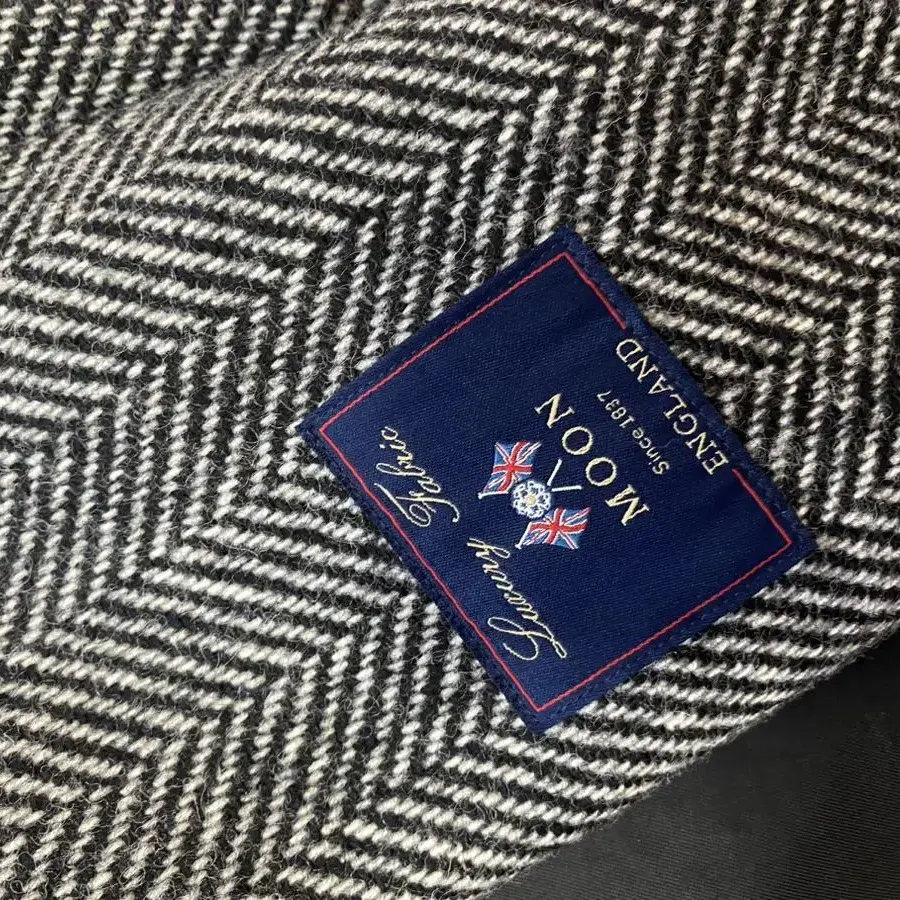 Luxury Fabric
MOON
Since 1837
ENGLAND